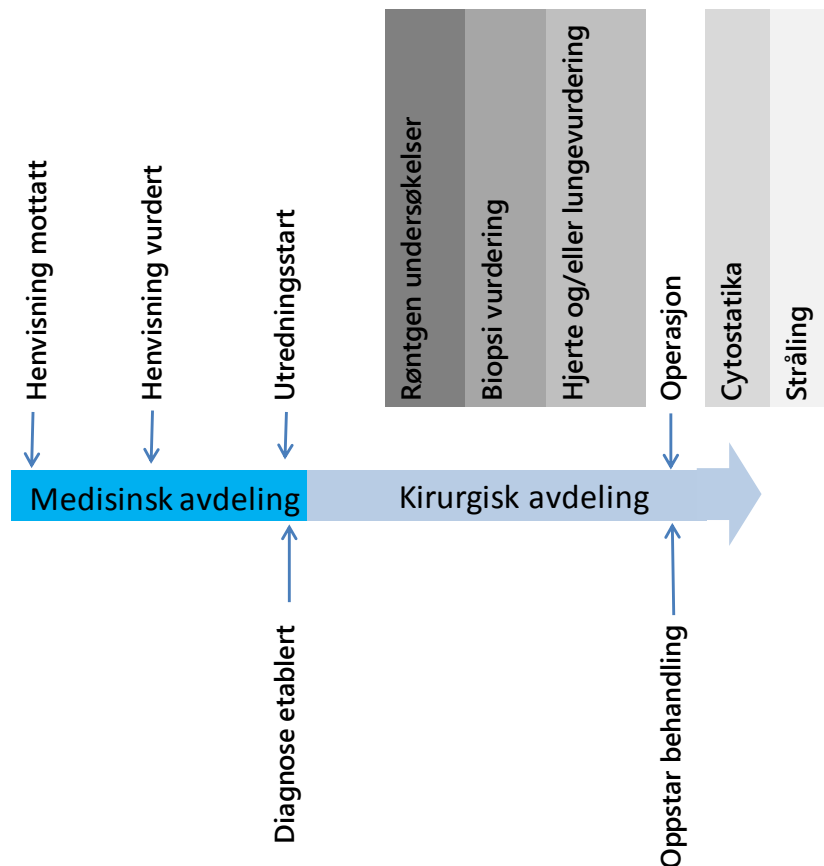 Henvisning mottatt
Henvisning vurdert
Utredningsstart
Røntgen undersøkelser
Biopsi vurdering
Hjerte og/eller lungevurdering
Operasjon
Cytostatika
Stråling
Medisinsk avdeling
Kirurgisk avdeling
Diagnose etablert
Oppstar behandling